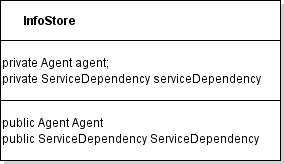 InfoStore
private Agent agent;
private ServiceDependency serviceDependency
public Agent Agent
public ServiceDependency ServiceDependency